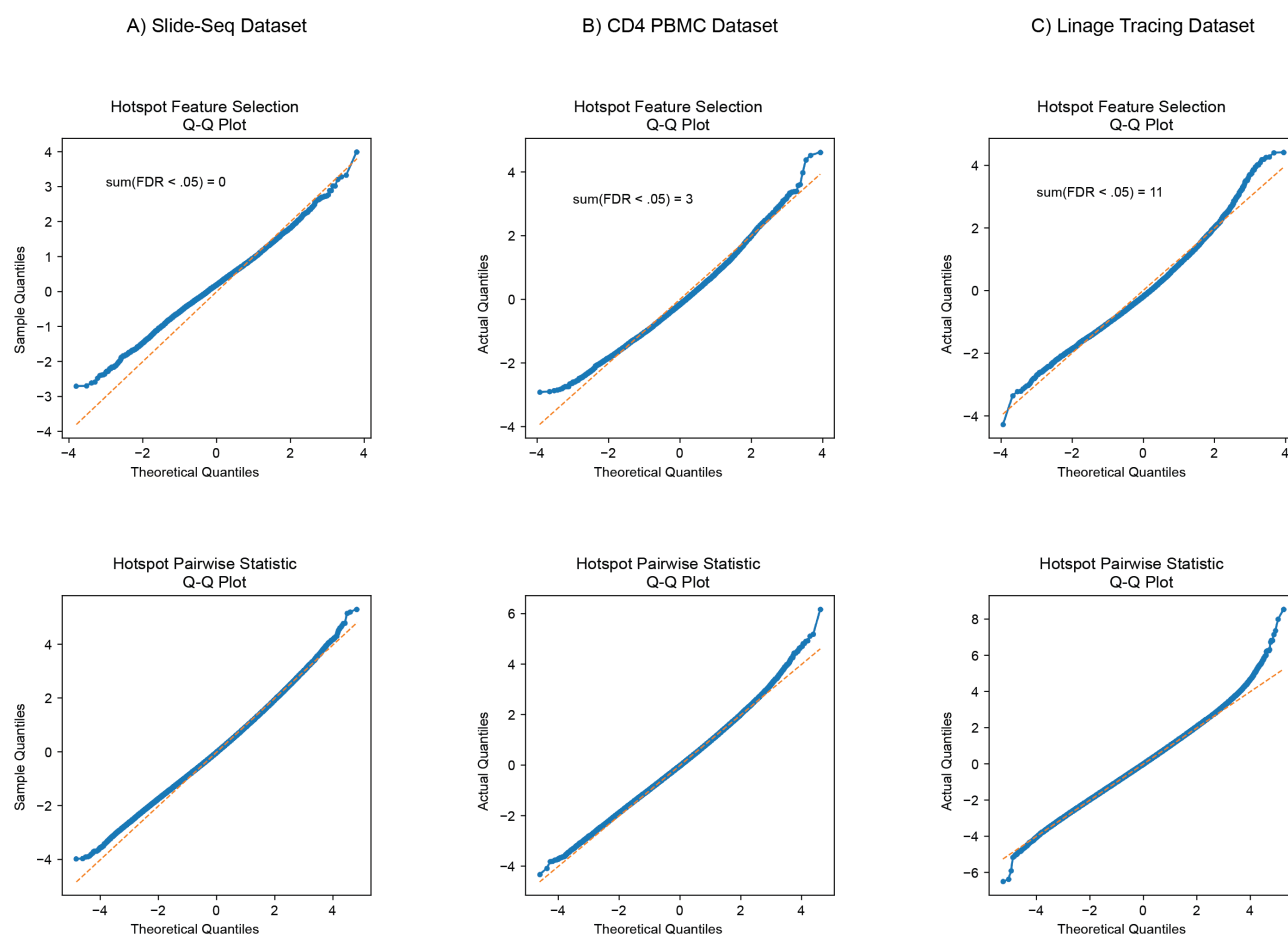 A) Slide-Seq Dataset
B) CD4 PBMC Dataset
C) Linage Tracing Dataset
Hotspot Feature Selection
Q-Q Plot
4
3
2
1
0
−1
−2
−3
−4
Sample Quantiles
sum(FDR < .05) = 0
−4 −2 0 2 4
Theoretical Quantiles
Hotspot Feature Selection
Q-Q Plot
4
2
0
−2
−4
Actual Quantiles
sum(FDR < .05) = 3
−4 −2 0 2 4
Theoretical Quantiles
Hotspot Feature Selection
Q-Q Plot
4
2
0
−2
−4
Actual Quantiles
sum(FDR < .05) = 11
−4 −2 0 2 4
Theoretical Quantiles
Hotspot Pairwise Statistic
Q-Q Plot
4
2
0
−2
−4
Sample Quantiles
−4 −2 0 2 4
Theoretical Quantiles
Hotspot Pairwise Statistic
Q-Q Plot
6
4
2
0
−2
−4
Actual Quantiles
−4 −2 0 2 4
Theoretical Quantiles
Hotspot Pairwise Statistic
Q-Q Plot
8
6
4
2
0
−2
−4
−6
Actual Quantiles
−4 −2 0 2 4
Theoretical Quantiles